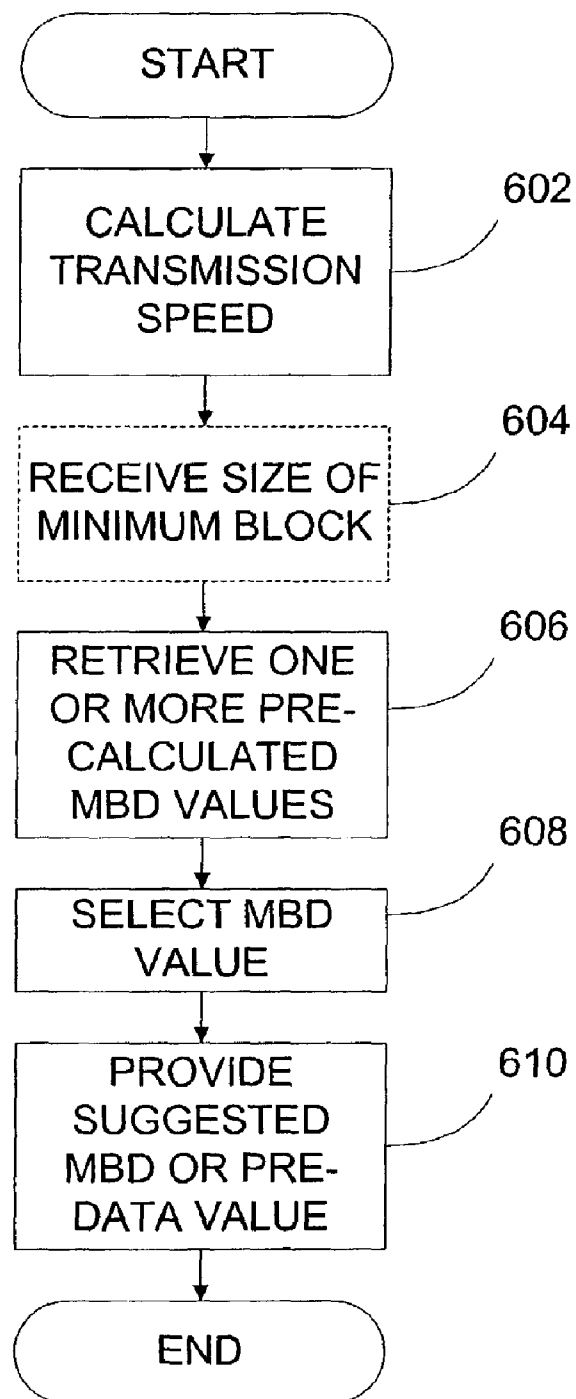 START
602
CALCULATE
TRANSMISSION
SPEED
604
RECEIVE SIZE OF
MINIMUM BLOCK
606
RETRIEVE ONE
OR MORE PRE-
CALCULATED
MBD VALUES
608
SELECT MBD
VALUE
610
PROVIDE
SUGGESTED
MBD OR PRE-
DATA VALUE
END